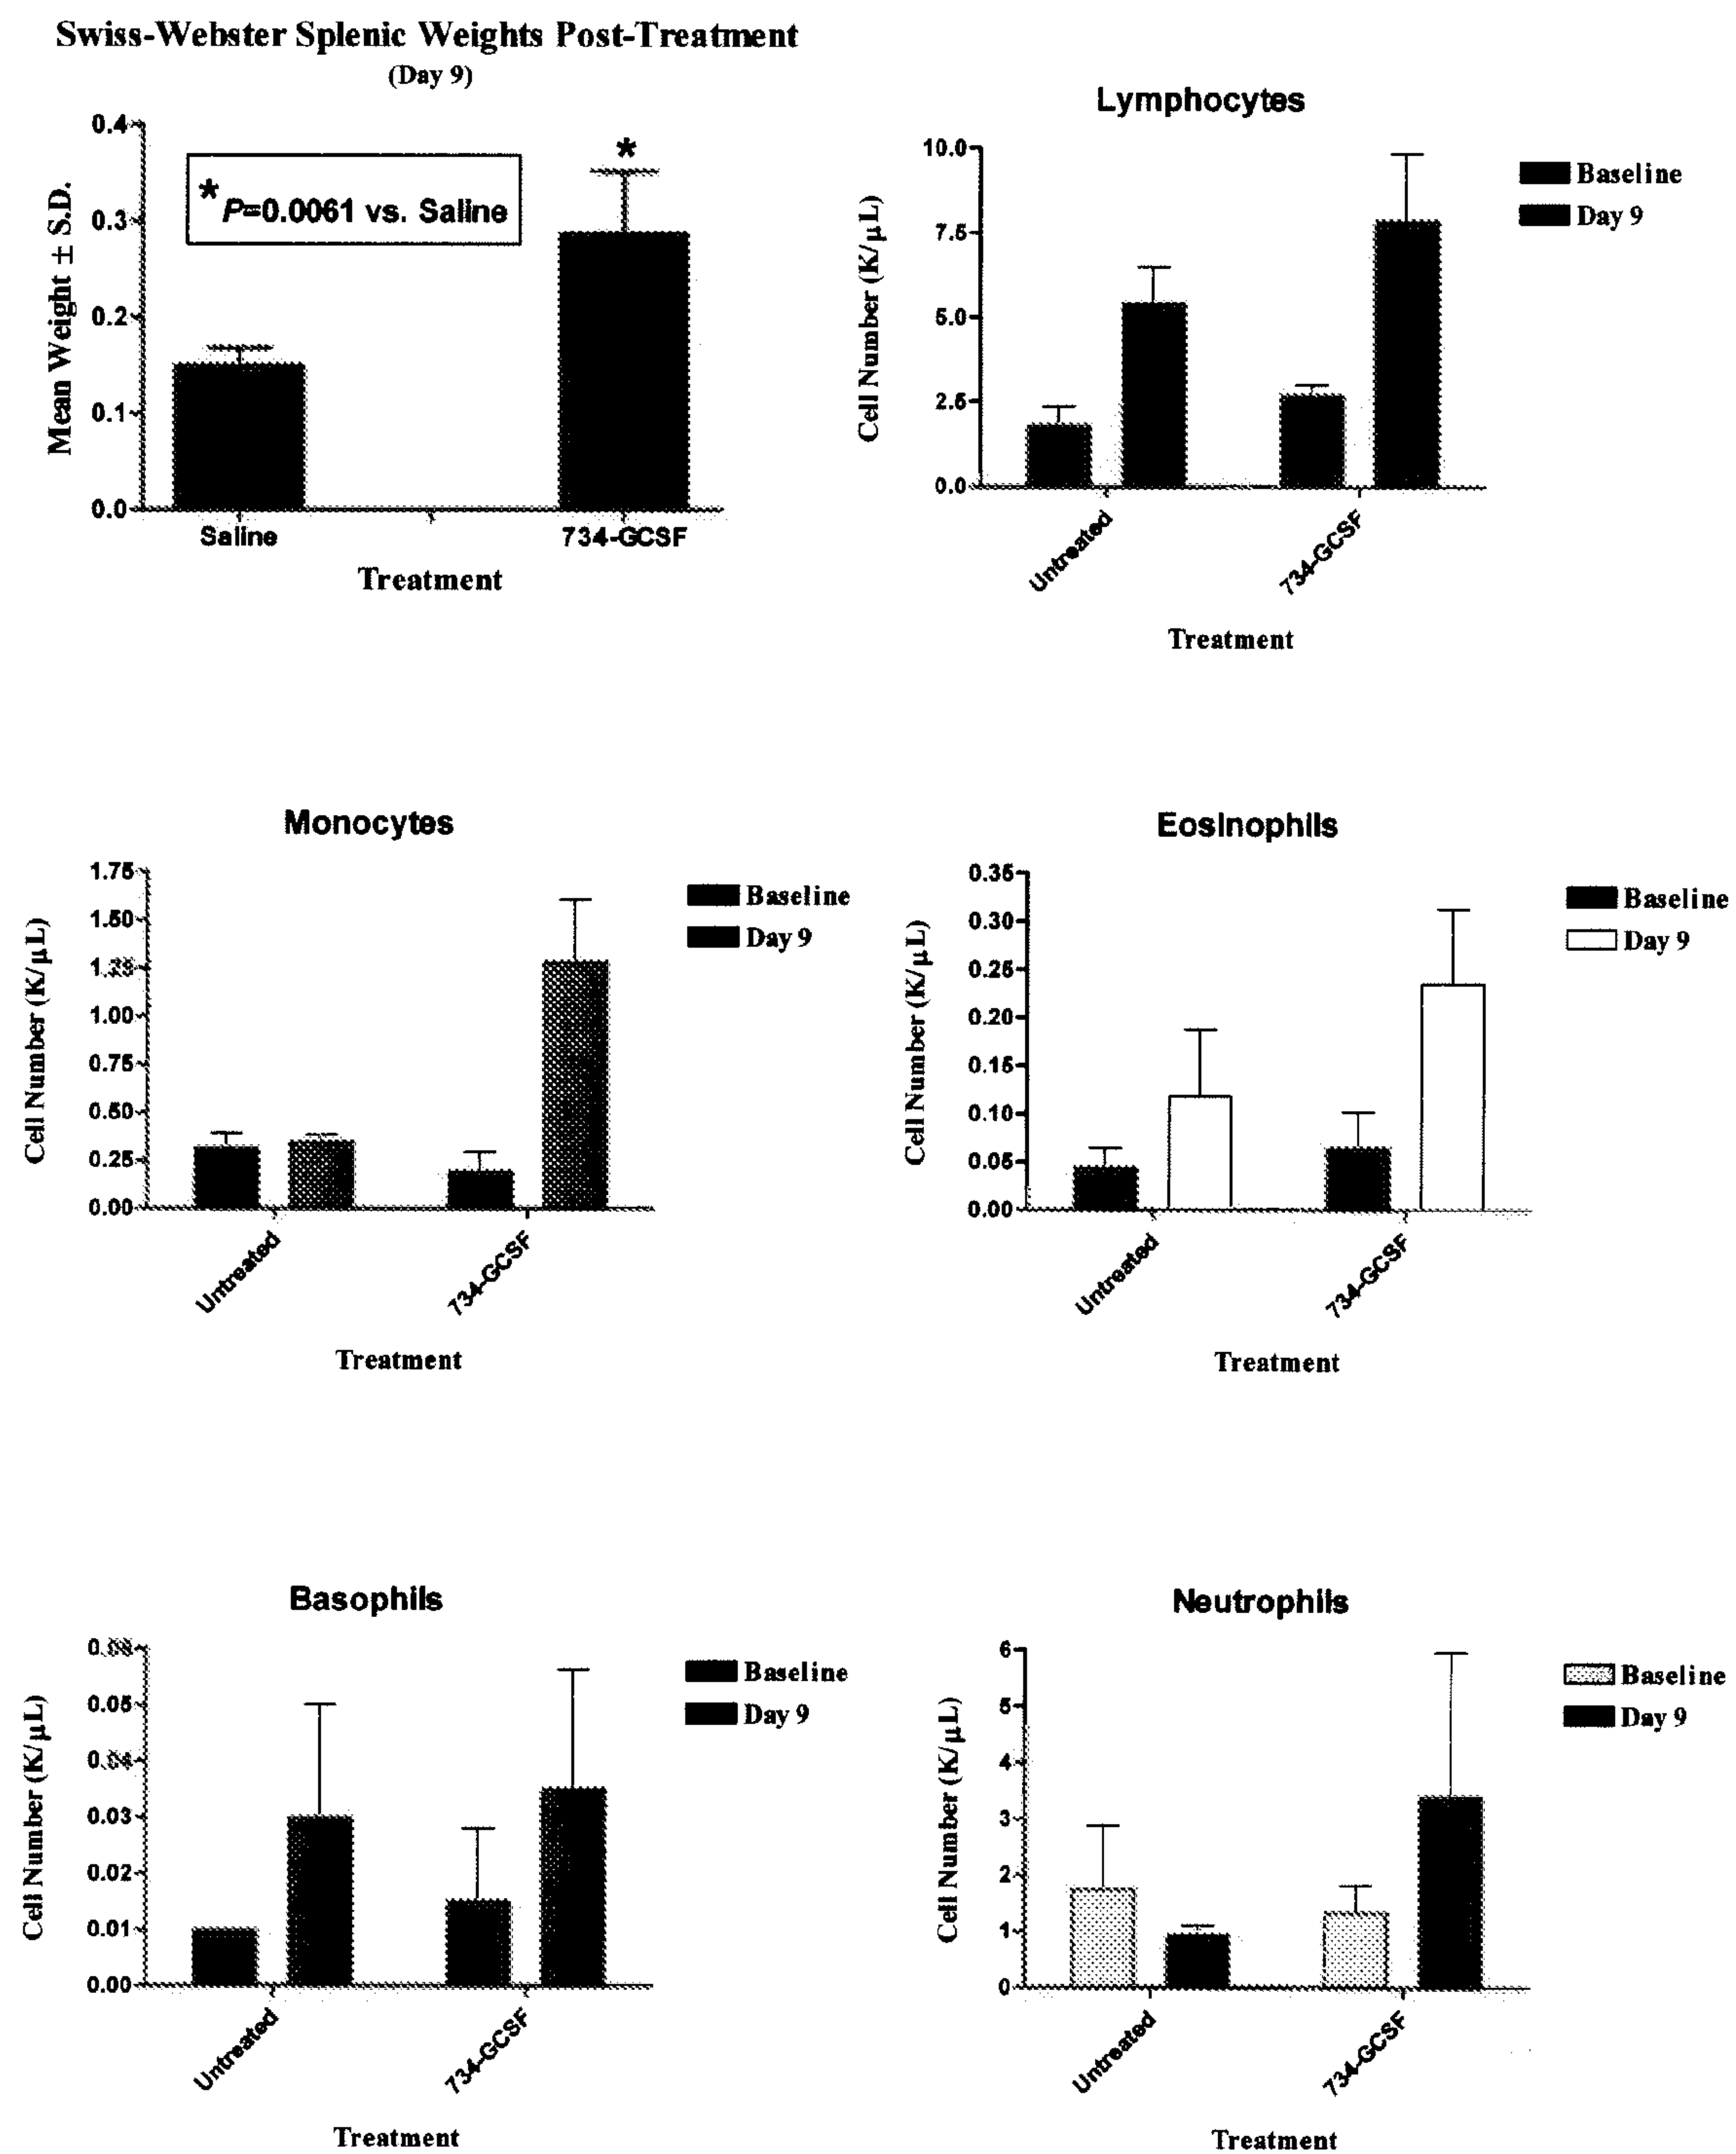 Swiss-Webster Splenic Weights Post-Treatment
(Day 9)
Mean Weight ± S.D.
0.4
0.3
0.2
0.1
0.0
* P=0.0061 vs. Saline
*
Saline
734-GCSF
Treatment
Lymphocytes
Cell Number (K/μL)
10.0
7.5
5.0
2.5
0.0
Baseline
Day 9
Untreated
734-GCSF
Treatment
Monocytes
Cell Number (K/μL)
1.75
1.50
1.00
0.75
0.50
0.25
0.00
Baseline
Day 9
Untreated
734-GCSF
Treatment
Eosinophils
Cell Number (K/μL)
0.35
0.30
0.25
0.20
0.15
0.10
0.05
0.00
Baseline
Day 9
Untreated
734-GCSF
Treatment
Basophils
Cell Number (K/μL)
0.05
0.03
0.02
0.01
0.00
Baseline
Day 9
Untreated
734-GCSF
Treatment
Neutrophils
Cell Number (K/μL)
6
5
4
3
2
1
0
Baseline
Day 9
Untreated
734-GCSF
Treatment